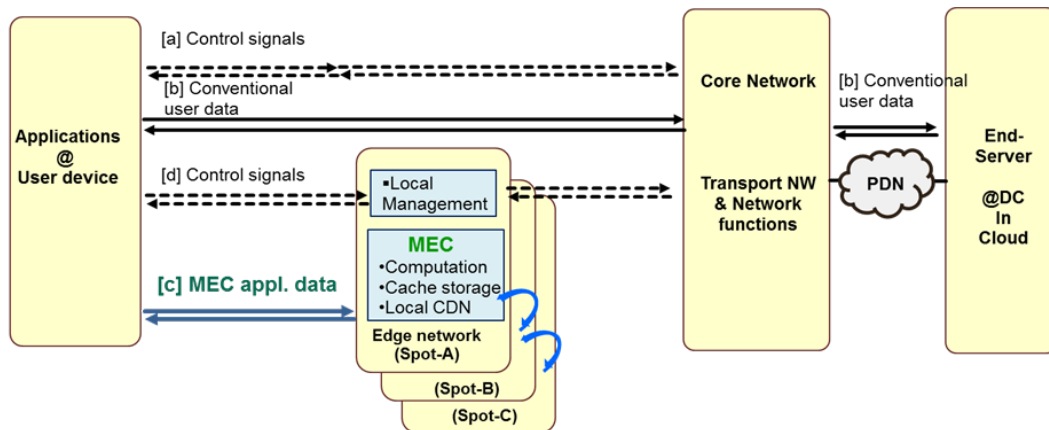 [a] Control signals
[b] Conventional
user data
Applications
@
User device
[d] Control signals
[c] MEC appl. data
▪Local
Management
MEC
•Computation
•Cache storage
•Local CDN
Edge network
(Spot-A)
(Spot-B)
(Spot-C)
Core Network
Transport NW
& Network
functions
[b] Conventional
user data
PDN
End-
Server
@DC
In
Cloud